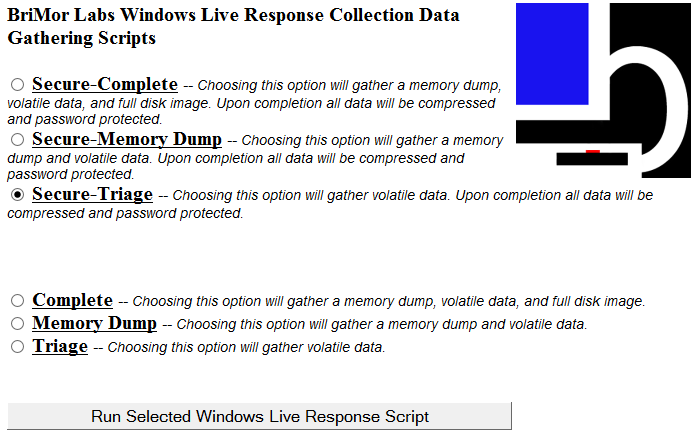 BriMor Labs Windows Live Response Collection Data
Gathering Scripts
Secure-Complete -- Choosing this option will gather a memory dump,
volatile data, and full disk image. Upon completion all data will be compressed
and password protected.
Secure-Memory Dump -- Choosing this option will gather a memory
dump and volatile data. Upon completion all data will be compressed and
password protected.
Secure-Triage -- Choosing this option will gather volatile data. Upon completion all data will be
compressed and password protected.
Complete -- Choosing this option will gather a memory dump, volatile data, and full disk image.
Memory Dump -- Choosing this option will gather a memory dump and volatile data.
Triage -- Choosing this option will gather volatile data.
Run Selected Windows Live Response Script